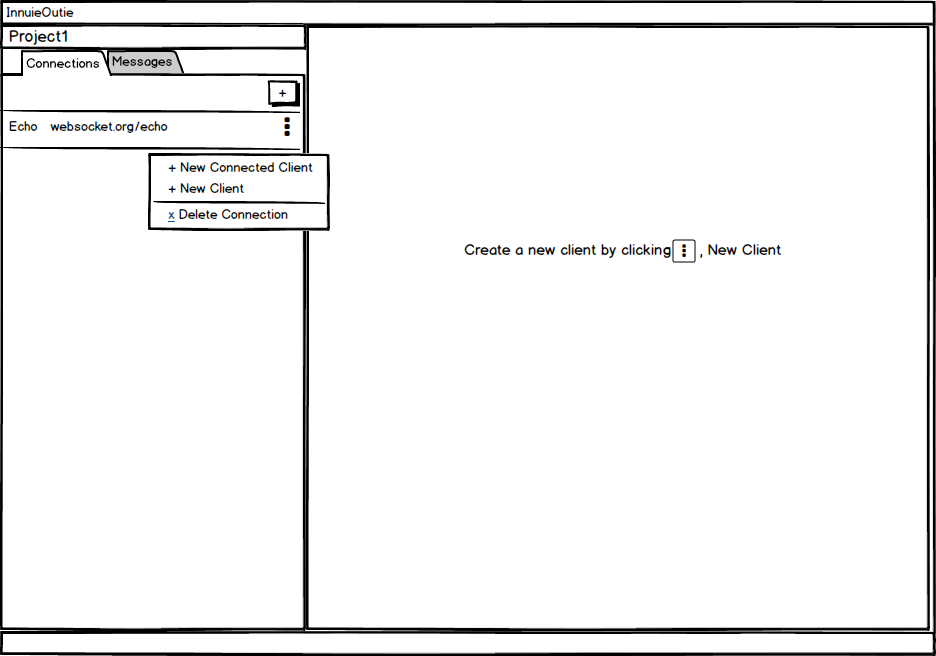 InnuieOutie
Project1
Connections Messages
+
Echo websocket.org/echo
+ New Connected Client
+ New Client
x Delete Connection
Create a new client by clicking , New Client